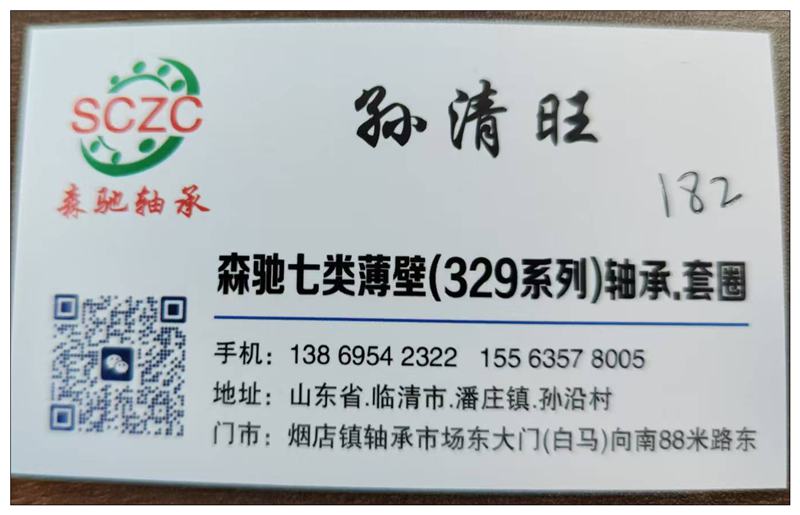 SCZC
森驰轴承
孙清旺
182
森驰七类薄壁(329系列)轴承.套圈
手机：138 6954 2322 155 6357 8005
地址：山东省.临清市.潘庄镇.孙沿村
门市：烟店镇轴承市场东大门(白马)向南88米路东